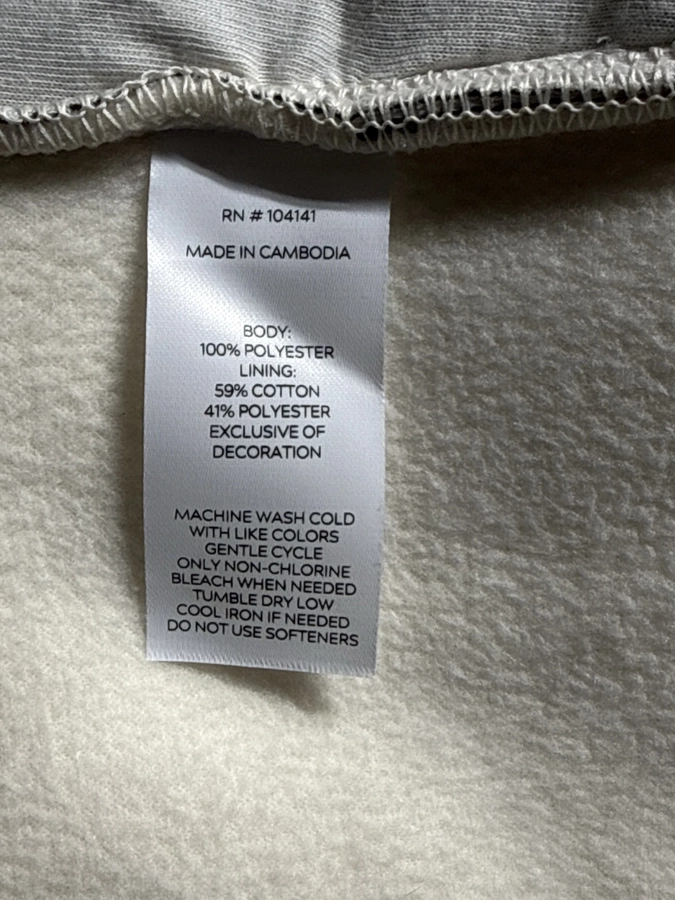 RN # 104141
MADE IN CAMBODIA
BODY:
100% POLYESTER
LINING:
59% COTTON
41% POLYESTER
EXCLUSIVE OF
DECORATION
MACHINE WASH COLD
WITH LIKE COLORS
GENTLE CYCLE
ONLY NON-CHLORINE
BLEACH WHEN NEEDED
TUMBLE DRY LOW
COOL IRON IF NEEDED
DO NOT USE SOFTENERS